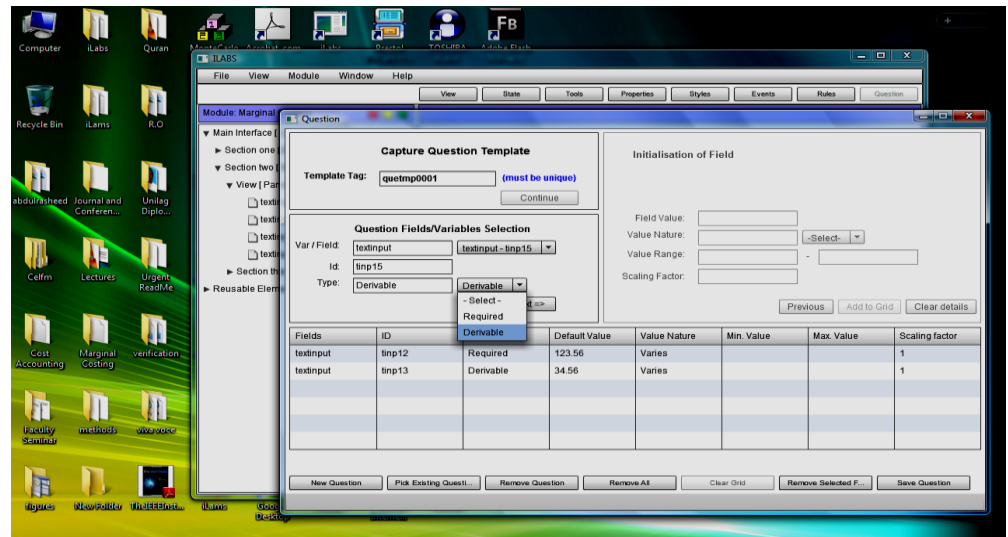 Computer
iLabs
Quran
Recycle Bin
iLams
R.O
abdulrasheed
Journal and Conferen...
Unilag Diplo...
Celfm
Lectures
Urgent ReadMe
Cost Accounting
Marginal Costing
verification
Faculty Seminar
methods
viva voce
figures
New Folder
TheIEEEInst...
iLams
FB
ILABS
File View Module Window Help
View State Tools Properties Styles Events Rules Question
Module: Marginal
Main Interface [
Section one
Section two [
View [ Par
textin
textin
textin
textin
Section th
Reusable Elem
Question
Capture Question Template
Template Tag: quetmp0001 (must be unique)
Continue
Question Fields/Variables Selection
Var / Field: textinput textinput - tinp15
Id: tinp15
Type: Derivable Derivable
- Select -
Required
Derivable
Initialisation of Field
Field Value:
Value Nature: -Select-
Value Range: -
Scaling Factor:
Previous Add to Grid Clear details
Fields ID Default Value Value Nature Min. Value Max. Value Scaling factor
textinput tinp12 Required 123.56 Varies 1
textinput tinp13 Derivable 34.56 Varies 1
New Question Pick Existing Questi... Remove Question Remove All Clear Grid Remove Selected F... Save Question